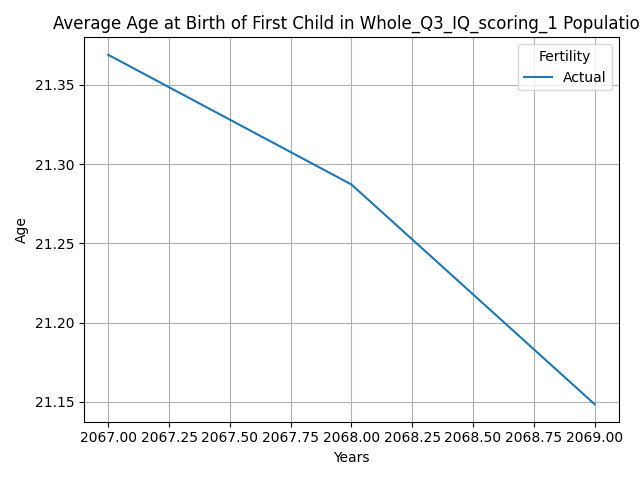 Average Age at Birth of First Child in Whole_Q3_IQ_scoring_1 Populatio
Fertility
Actual
Age
21.35
21.30
21.25
21.20
21.15
2067.00 2067.25 2067.50 2067.75 2068.00 2068.25 2068.50 2068.75 2069.00
Years